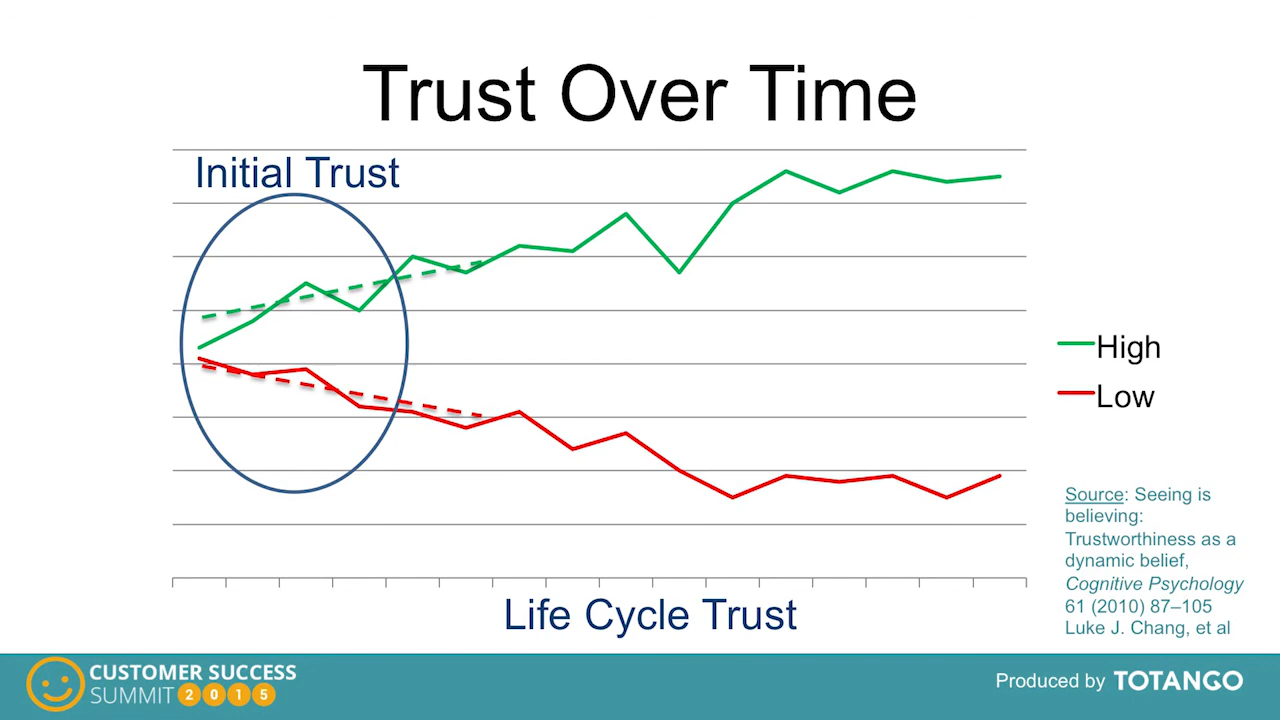 Trust Over Time
Initial Trust
High
Low
Source: Seeing is
believing:
Trustworthiness as a
dynamic belief,
Cognitive Psychology
61 (2010) 87–105
Luke J. Chang, et al
Life Cycle Trust
CUSTOMER SUCCESS
SUMMIT 2015
Produced by TOTANGO